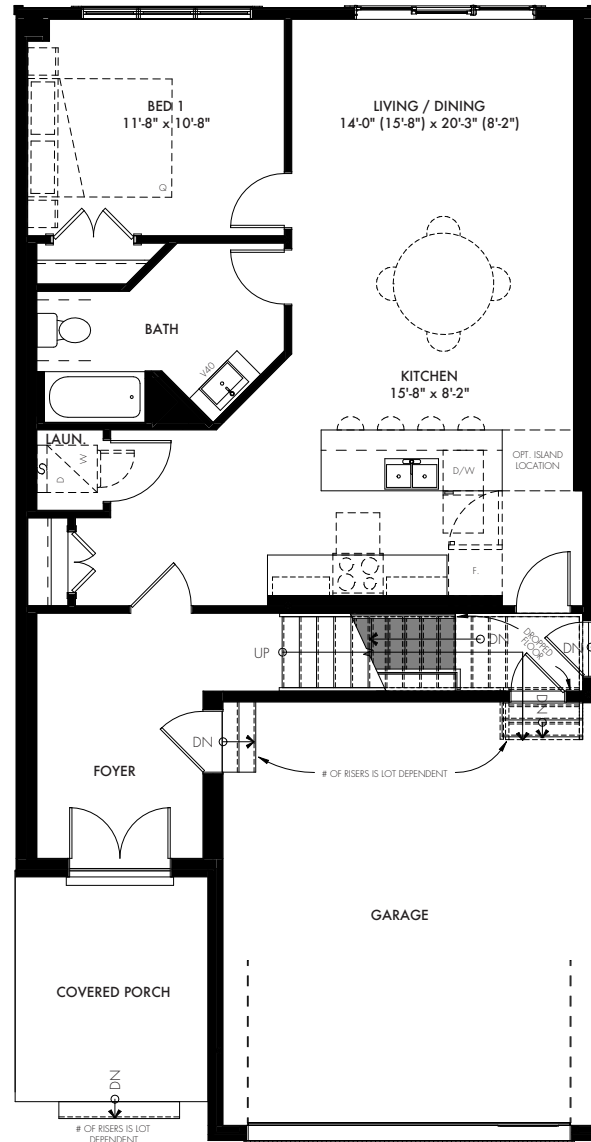 BED 1
11'-8" x 10'-8"
Q
LIVING / DINING
14'-0" (15'-8") x 20'-3" (8'-2")
BATH
V40
KITCHEN
15'-8" x 8'-2"
LAUN.
S
D
W
D/W
OPT. ISLAND
LOCATION
F.
UP
DN
DROPPED
FLOOR
DN
DN
DN
FOYER
# OF RISERS IS LOT DEPENDENT
GARAGE
COVERED PORCH
DN
# OF RISERS IS LOT
DEPENDENT